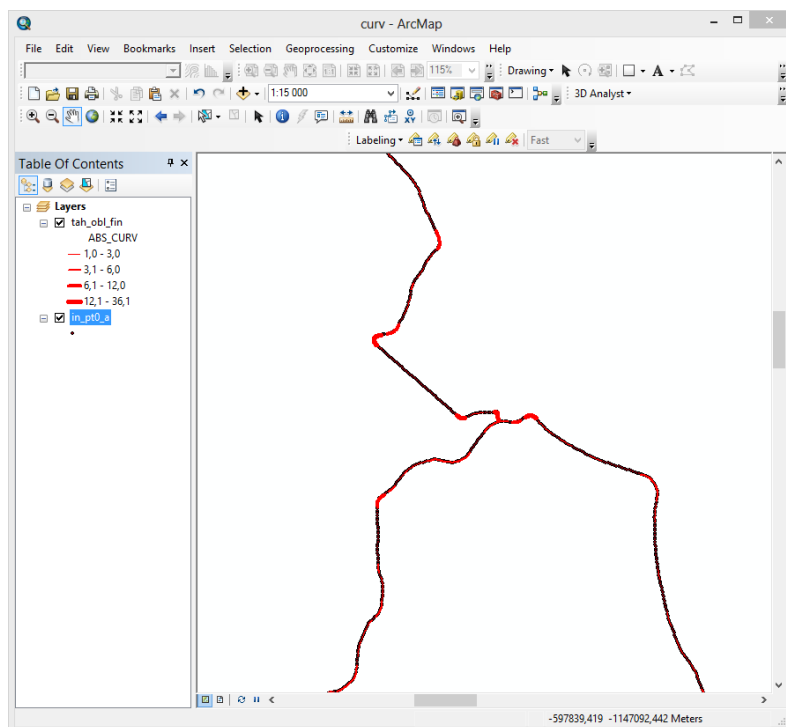 curv - ArcMap
File Edit View Bookmarks Insert Selection Geoprocessing Customize Windows Help
115% Drawing A
1:15 000 3D Analyst
Labeling Fast
Table Of Contents
Layers
tah_obl_fin
ABS_CURV
1,0 - 3,0
3,1 - 6,0
6,1 - 12,0
12,1 - 36,1
in_pt0_a
-597839,419 -1147092,442 Meters